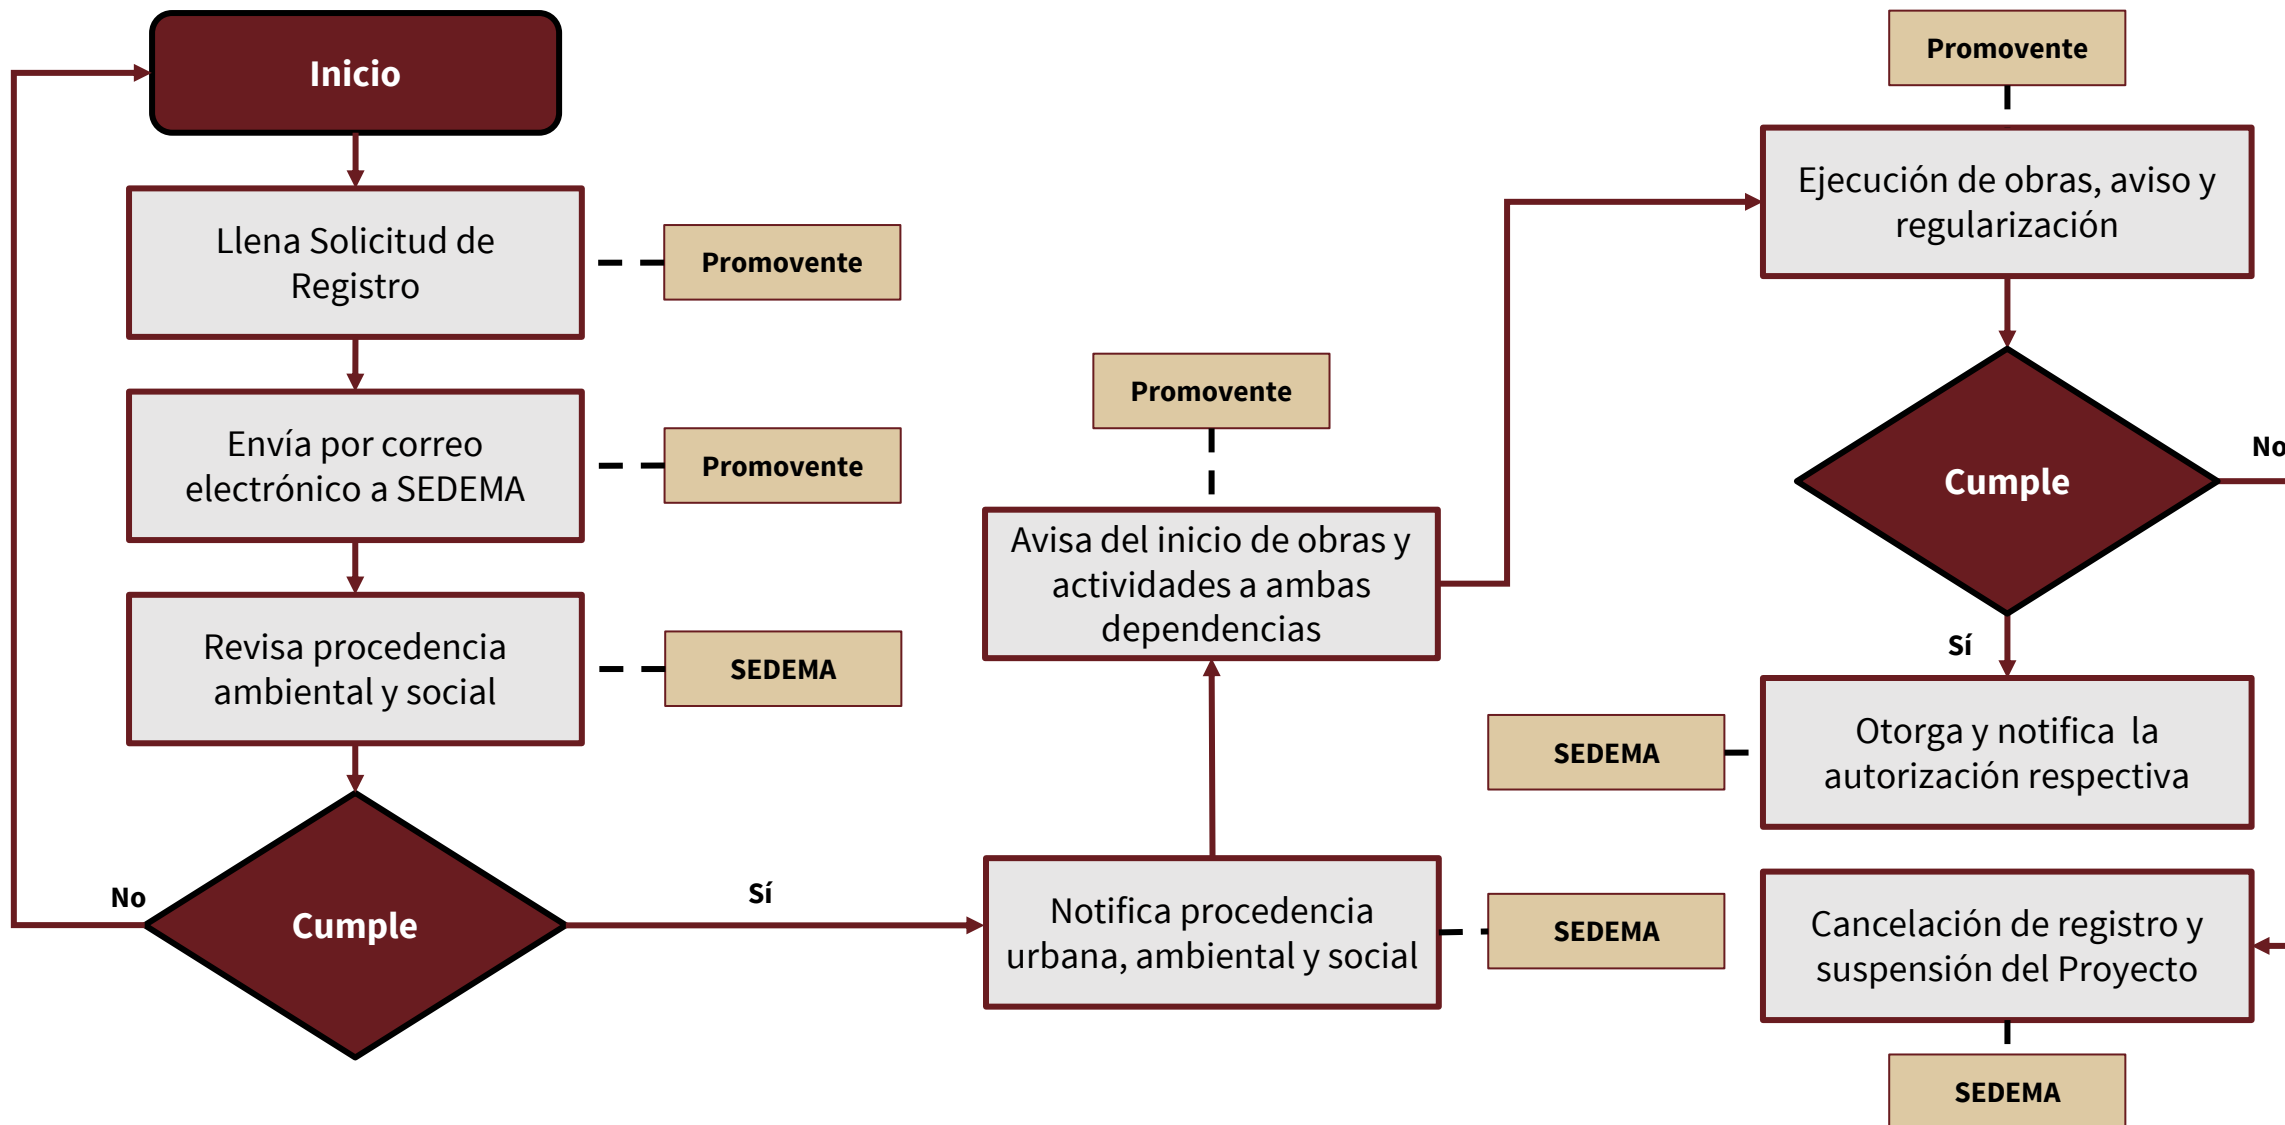 Inicio
Llena Solicitud de
Registro
Promovente
Envía por correo
electrónico a SEDEMA
Promovente
Revisa procedencia
ambiental y social
SEDEMA
Cumple
No
Sí
Notifica procedencia
urbana, ambiental y social
SEDEMA
Promovente
Avisa del inicio de obras y
actividades a ambas
dependencias
Promovente
Ejecución de obras, aviso y
regularización
Cumple
No
Sí
Otorga y notifica la
autorización respectiva
SEDEMA
Cancelación de registro y
suspensión del Proyecto
SEDEMA